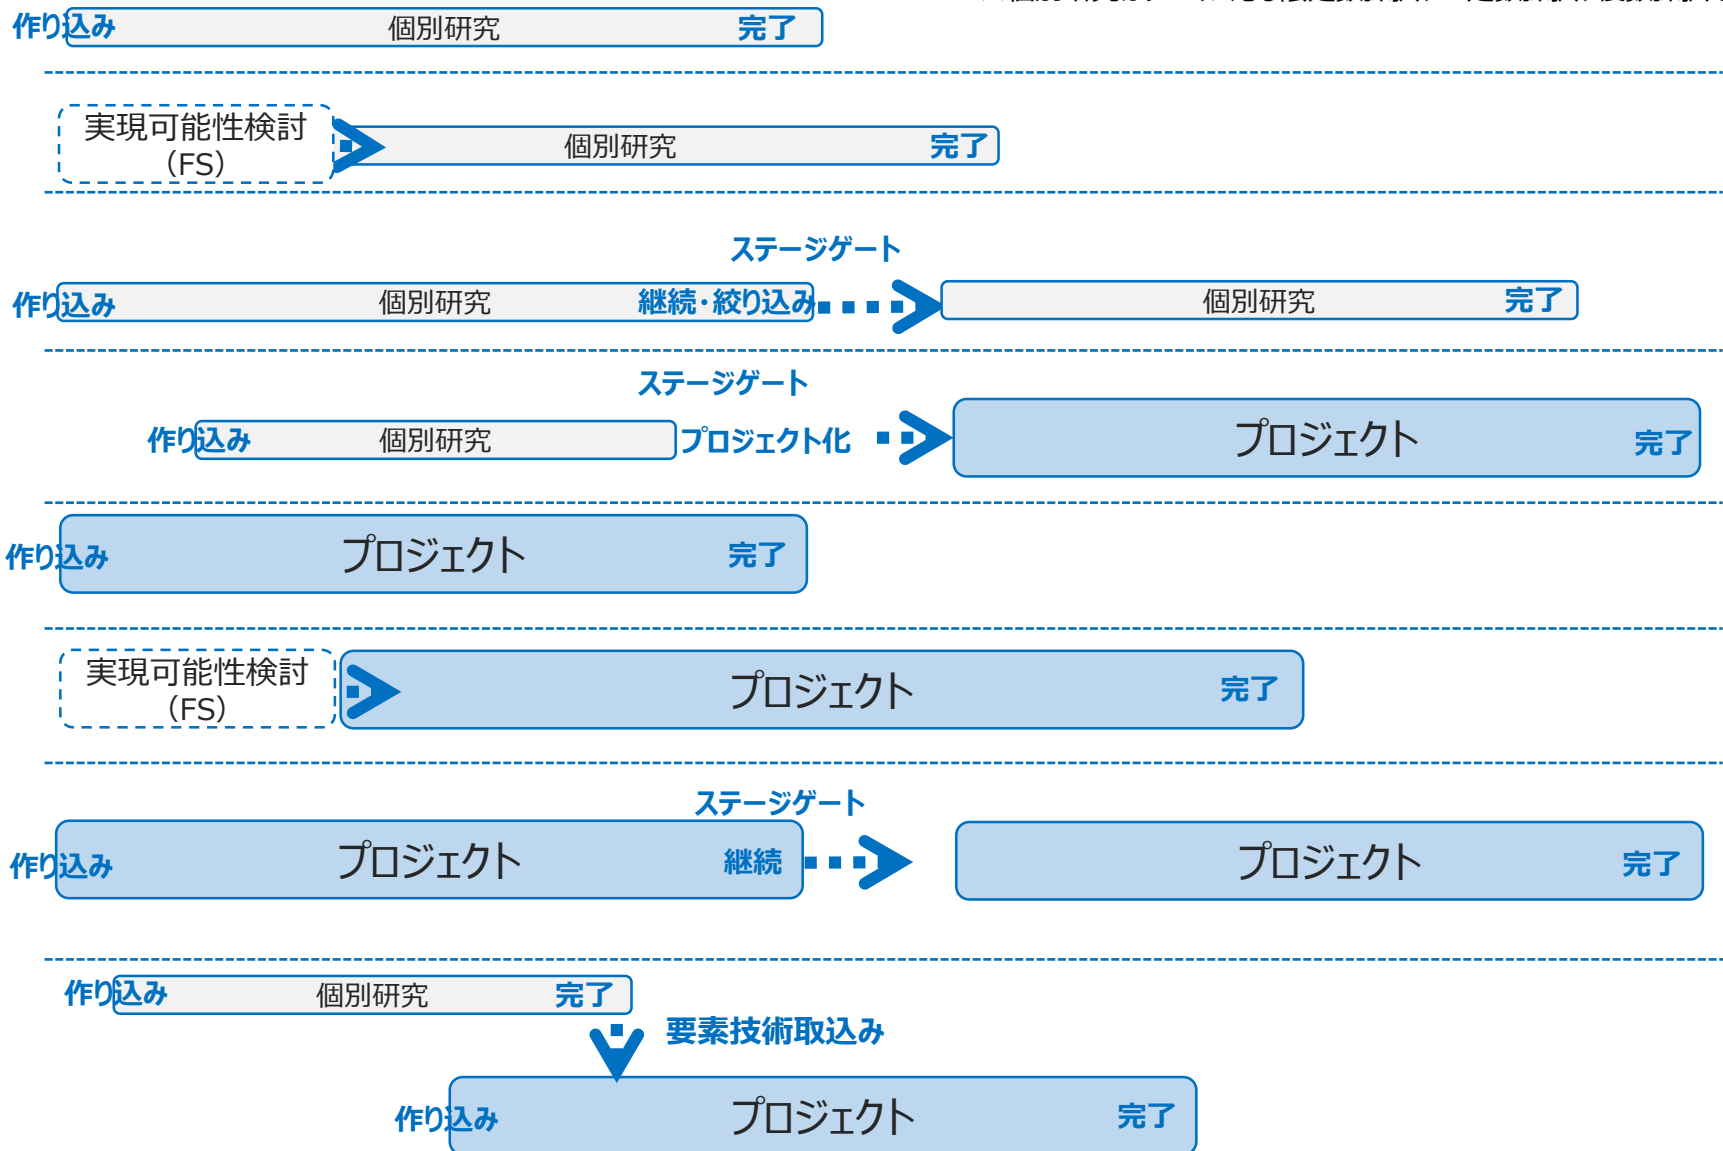 作り込み 個別研究 完了
実現可能性検討
（FS）
個別研究 完了
ステージゲート
作り込み 個別研究 継続・絞り込み 個別研究 完了
ステージゲート
作り込み 個別研究 プロジェクト化 プロジェクト 完了
作り込み プロジェクト 完了
実現可能性検討
（FS）
プロジェクト 完了
ステージゲート
作り込み プロジェクト 継続 プロジェクト 完了
作り込み 個別研究 完了
要素技術取込み
作り込み プロジェクト 完了